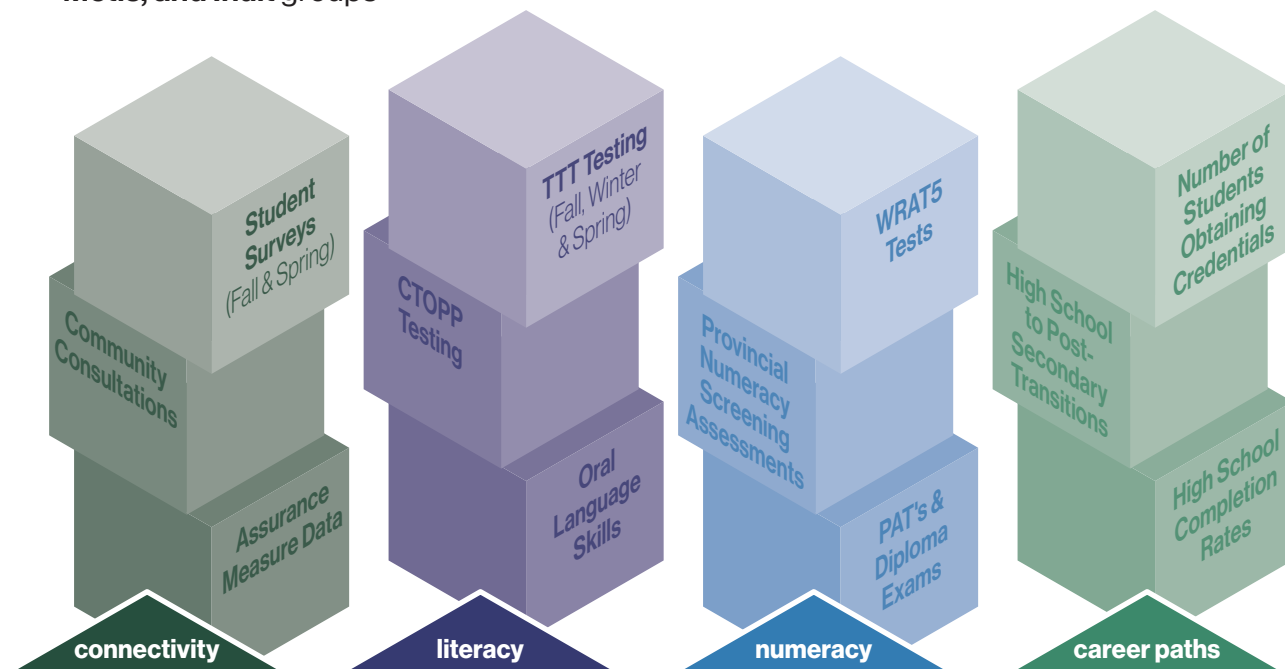 Métis, and Inuit groups
Student
Surveys
(Fall & Spring)
Community
Consultations
Assurance
Measure Data
connectivity
TTT Testing
(Fall, Winter
& Spring)
CTOPP
Testing
Oral
Language
Skills
literacy
WRAT5
Tests
Provincial
Numeracy
Screening
Assessments
PAT's &
Diploma
Exams
numeracy
Number of
Students
Obtaining
Credentials
High School
to Post-
Secondary
Transitions
High School
Completion
Rates
career paths